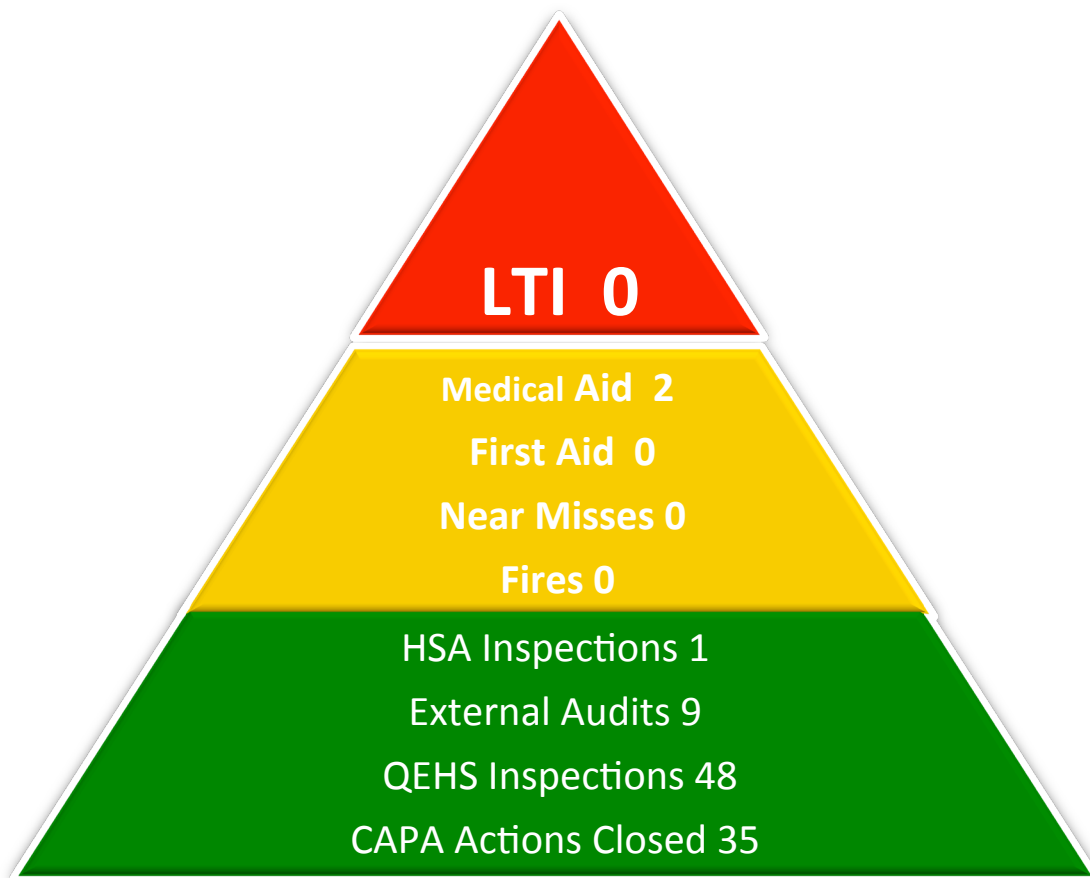 LTI 0
Medical Aid 2
First Aid 0
Near Misses 0
Fires 0
HSA Inspections 1
External Audits 9
QEHS Inspections 48
CAPA Actions Closed 35